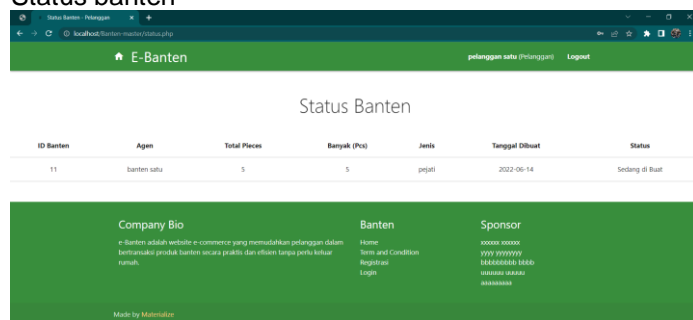 Status banten
Status Banten - Pelanggan
localhost/Banten-master/status.php
E-Banten
pelanggan satu (Pelanggan) Logout
Status Banten
ID Banten Agen Total Pieces Banyak (Pcs) Jenis Tanggal Dibuat Status
11 banten satu 5 5 pejati 2022-06-14 Sedang di Buat
Company Bio
e-Banten adalah website e-commerce yang memudahkan pelanggan dalam
bertransaksi produk banten secara praktis dan efisien tanpa perlu keluar
rumah.
Banten
Home
Term and Condition
Registrasi
Login
Sponsor
xxxxxx xxxxxx
yyyy yyyyyyyy
bbbbbbbbb bbbb
uuuuuu uuuuu
aaaaaaaa
Made by Materialize